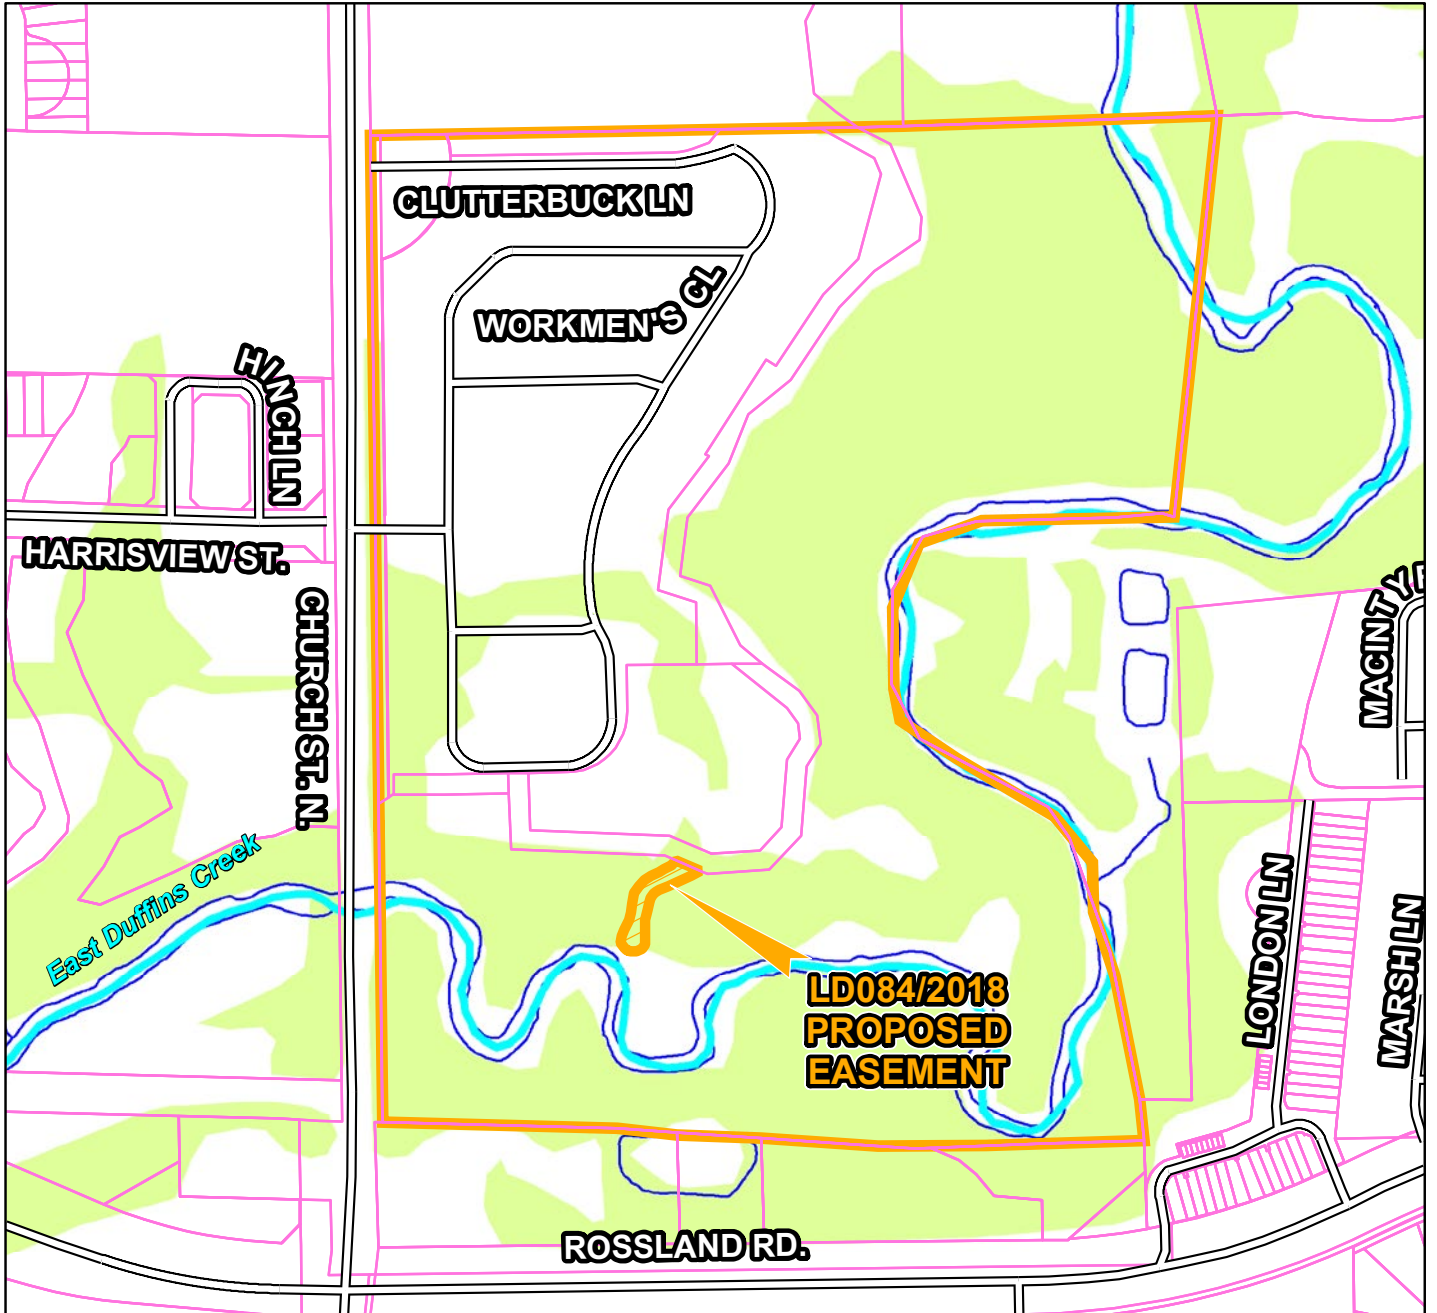 CLUTTERBUCK LN
WORKMEN'S CL
HINCH LN
HARRISVIEW ST.
CHURCH ST. N.
East Duffins Creek
LD084/2018
PROPOSED
EASEMENT
LONDON LN
MARSH LN
ROSSLAND RD.